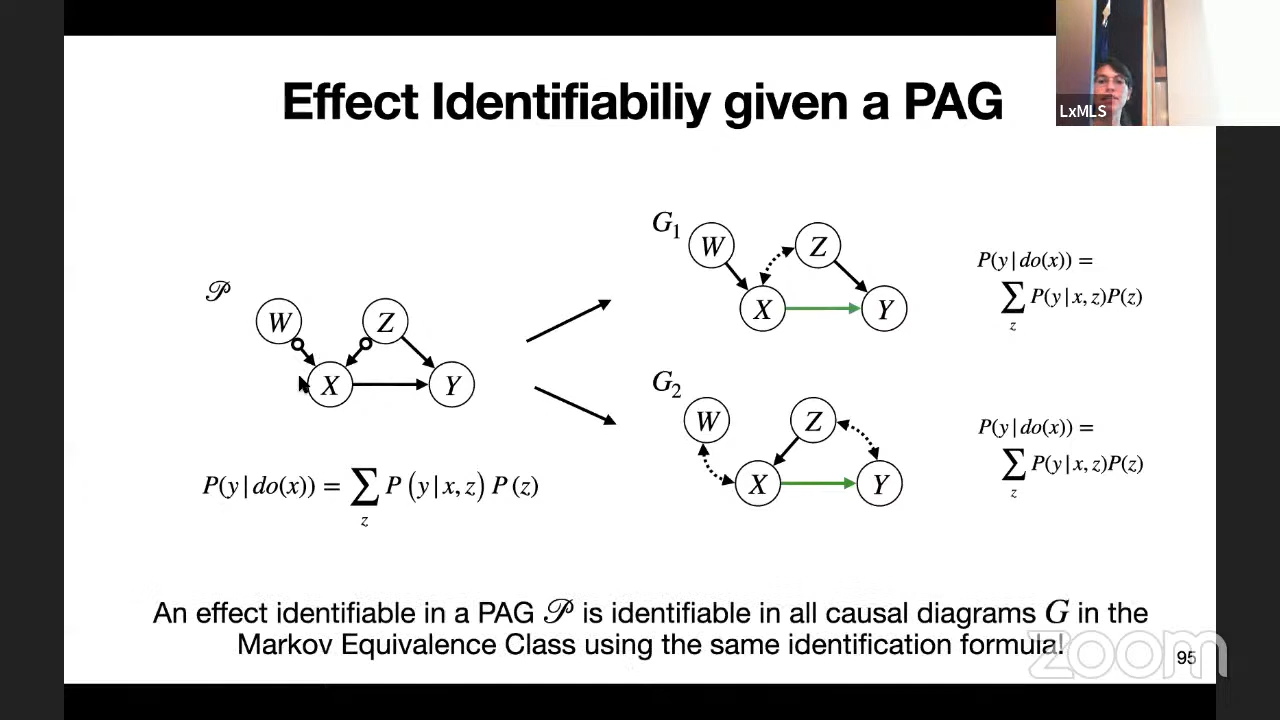 Effect Identifiabiliy given a PAG
LxMLS
𝒫
W
Z
X
Y
P(y|do(x)) = ∑z P(y|x, z) P(z)
G1
W
Z
X
Y
P(y|do(x)) =
∑z P(y|x, z)P(z)
G2
W
Z
X
Y
P(y|do(x)) =
∑z P(y|x, z)P(z)
An effect identifiable in a PAG 𝒫 is identifiable in all causal diagrams G in the
Markov Equivalence Class using the same identification formula!
zoom
95